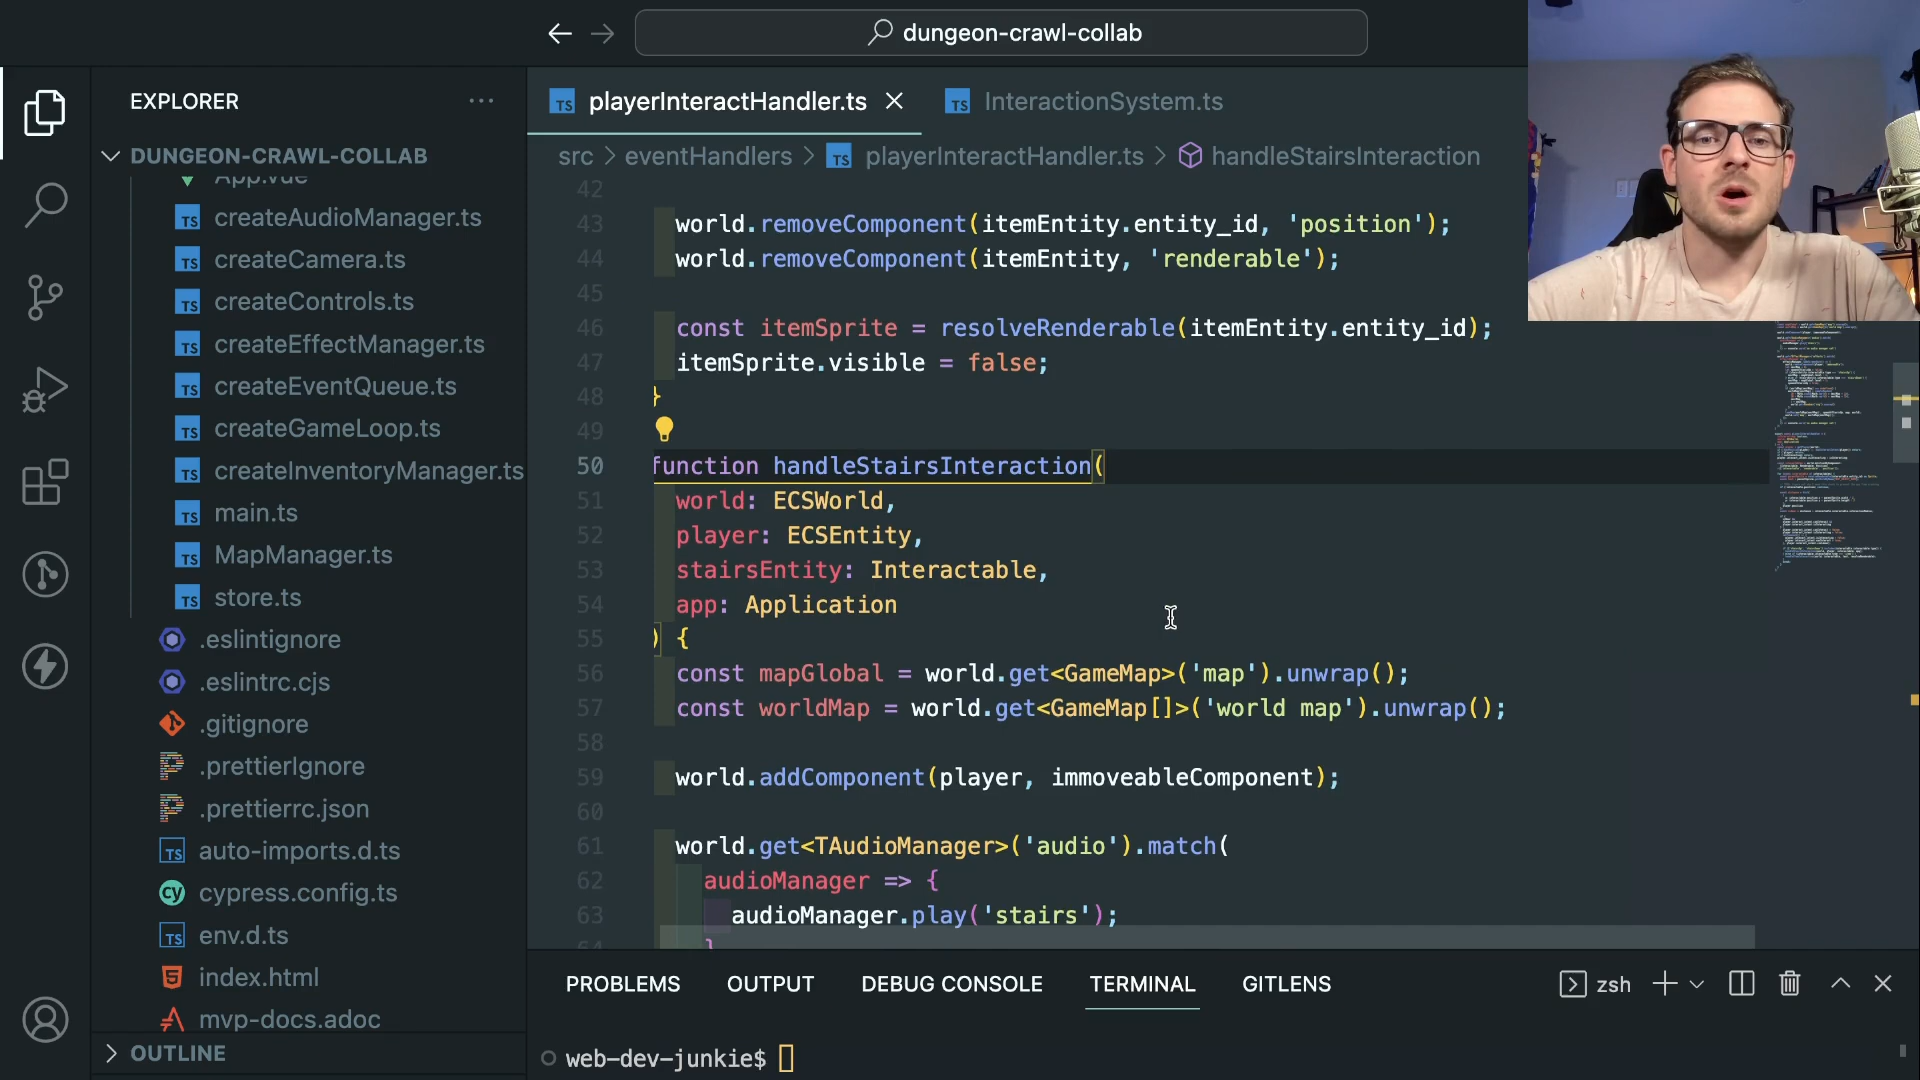 dungeon-crawl-collab
EXPLORER
DUNGEON-CRAWL-COLLAB
App.vue
createAudioManager.ts
createCamera.ts
createControls.ts
createEffectManager.ts
createEventQueue.ts
createGameLoop.ts
createInventoryManager.ts
main.ts
MapManager.ts
store.ts
.eslintignore
.eslintrc.cjs
.gitignore
.prettierIgnore
.prettierrc.json
auto-imports.d.ts
cypress.config.ts
env.d.ts
index.html
mvp-docs.adoc
OUTLINE
playerInteractHandler.ts
InteractionSystem.ts
src > eventHandlers > playerInteractHandler.ts > handleStairsInteraction
42
43 world.removeComponent(itemEntity.entity_id, 'position');
44 world.removeComponent(itemEntity, 'renderable');
45
46 const itemSprite = resolveRenderable(itemEntity.entity_id);
47 itemSprite.visible = false;
48 }
49
50 function handleStairsInteraction(
51 world: ECSWorld,
52 player: ECSEntity,
53 stairsEntity: Interactable,
54 app: Application
55 ) {
56 const mapGlobal = world.get<GameMap>('map').unwrap();
57 const worldMap = world.get<GameMap[]>('world map').unwrap();
58
59 world.addComponent(player, immoveableComponent);
60
61 world.get<TAudioManager>('audio').match(
62 audioManager => {
63 audioManager.play('stairs');
64 }
PROBLEMS OUTPUT DEBUG CONSOLE TERMINAL GITLENS
zsh
web-dev-junkie$